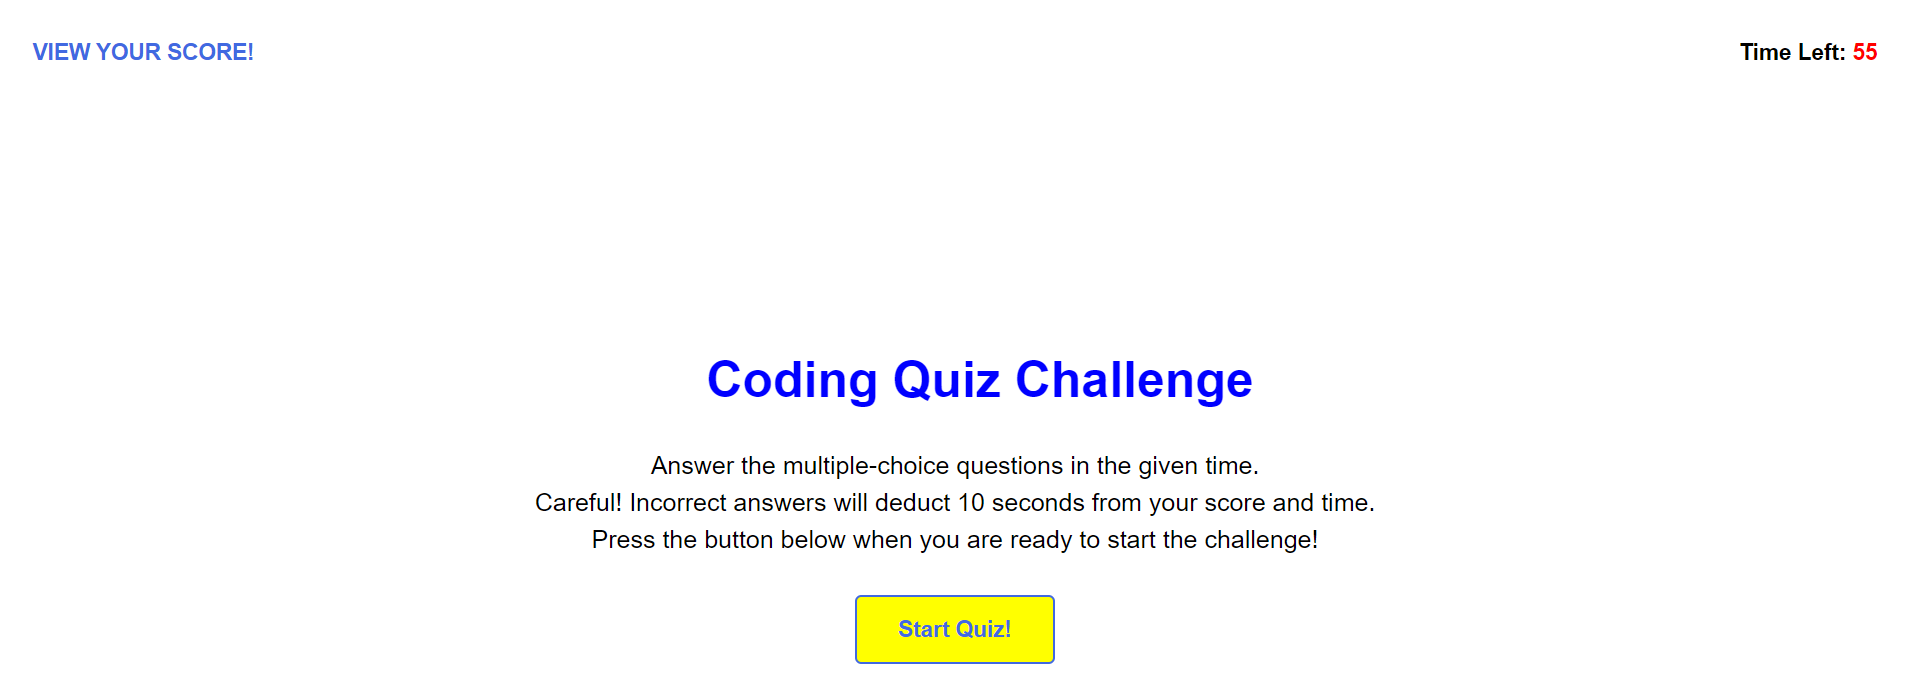 VIEW YOUR SCORE!
Time Left: 55
Coding Quiz Challenge
Answer the multiple-choice questions in the given time.
Careful! Incorrect answers will deduct 10 seconds from your score and time.
Press the button below when you are ready to start the challenge!
Start Quiz!